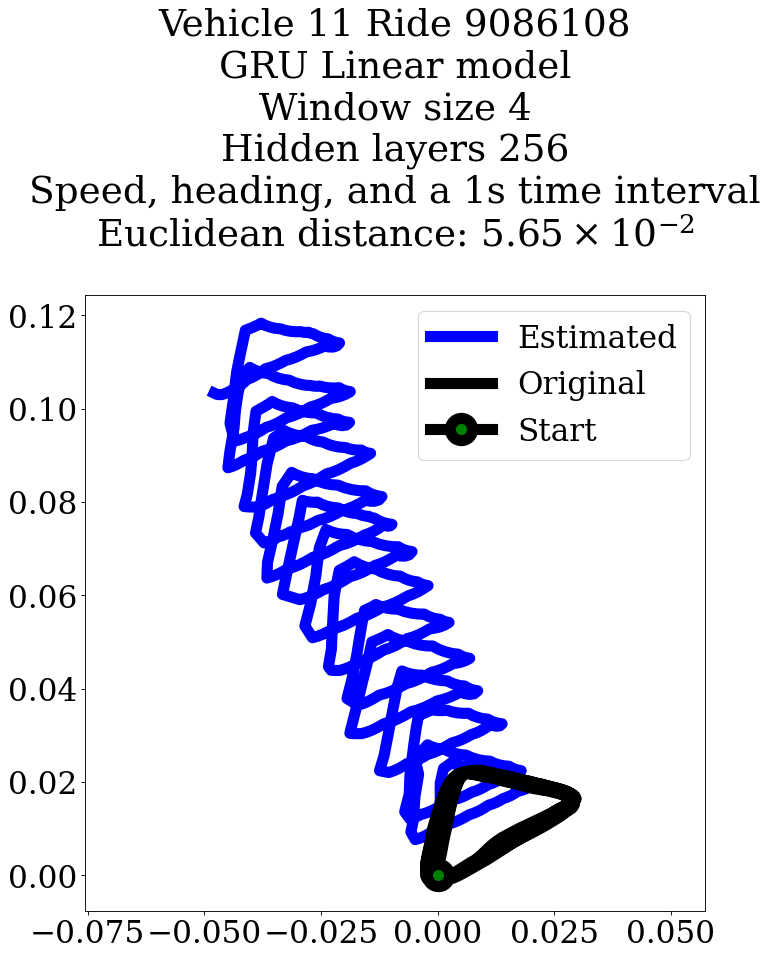 Vehicle 11 Ride 9086108
GRU Linear model
Window size 4
Hidden layers 256
Speed, heading, and a 1s time interval
Euclidean distance: 5.65 × 10⁻²
Estimated
Original
Start
0.12
0.10
0.08
0.06
0.04
0.02
0.00
−0.075 −0.050 −0.025 0.000 0.025 0.050